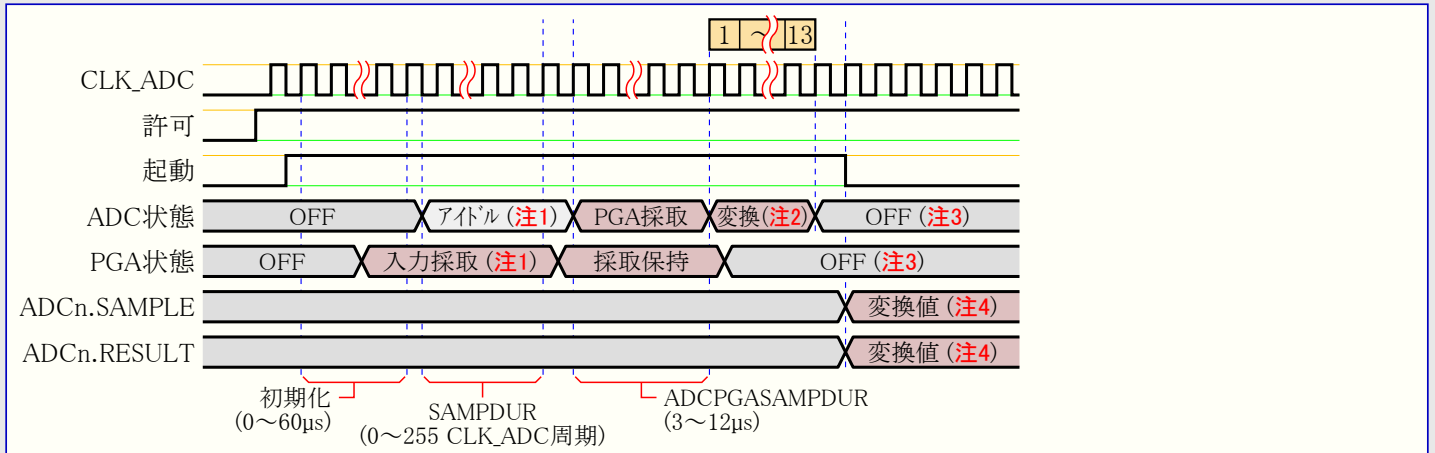 1 ～ 13
CLK_ADC
許可
起動
ADC状態 OFF ｱｲﾄﾞﾙ (注1) PGA採取 変換(注2) OFF (注3)
PGA状態 OFF 入力採取 (注1) 採取保持 OFF (注3)
ADCn.SAMPLE 変換値 (注4)
ADCn.RESULT 変換値 (注4)
初期化
(0～60µs)
SAMPDUR
(0～255 CLK_ADC周期)
ADCPGASAMPDUR
(3～12µs)